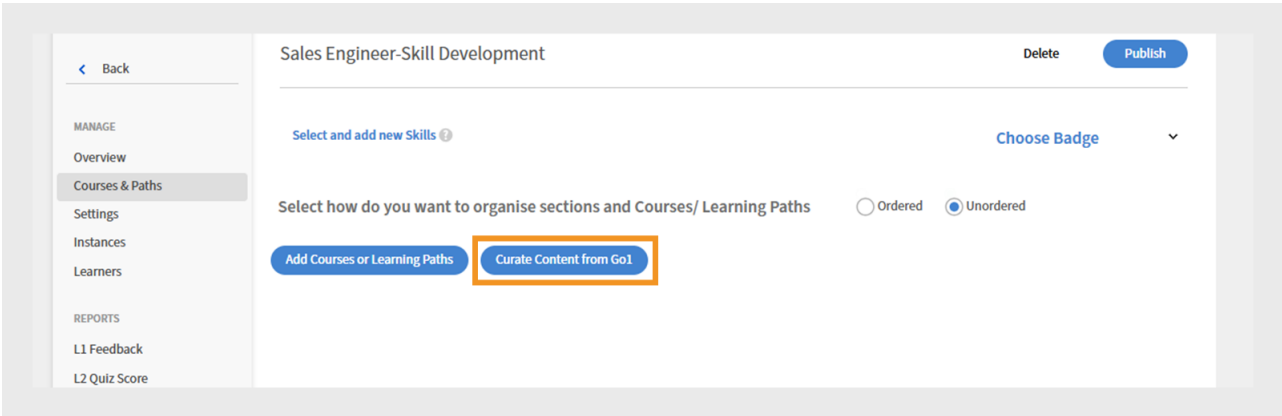 Back
MANAGE
Overview
Courses & Paths
Settings
Instances
Learners
REPORTS
L1 Feedback
L2 Quiz Score
Sales Engineer-Skill Development
Delete
Publish
Select and add new Skills ?
Choose Badge
Select how do you want to organise sections and Courses/ Learning Paths
Ordered
Unordered
Add Courses or Learning Paths
Curate Content from Go1